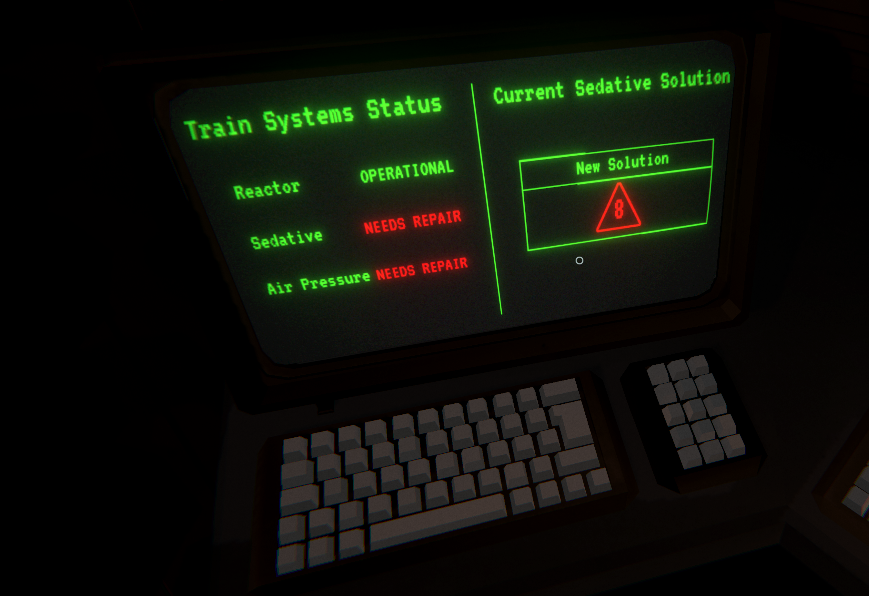 Train Systems Status
Reactor OPERATIONAL
Sedative NEEDS REPAIR
Air Pressure NEEDS REPAIR
Current Sedative Solution
New Solution
8